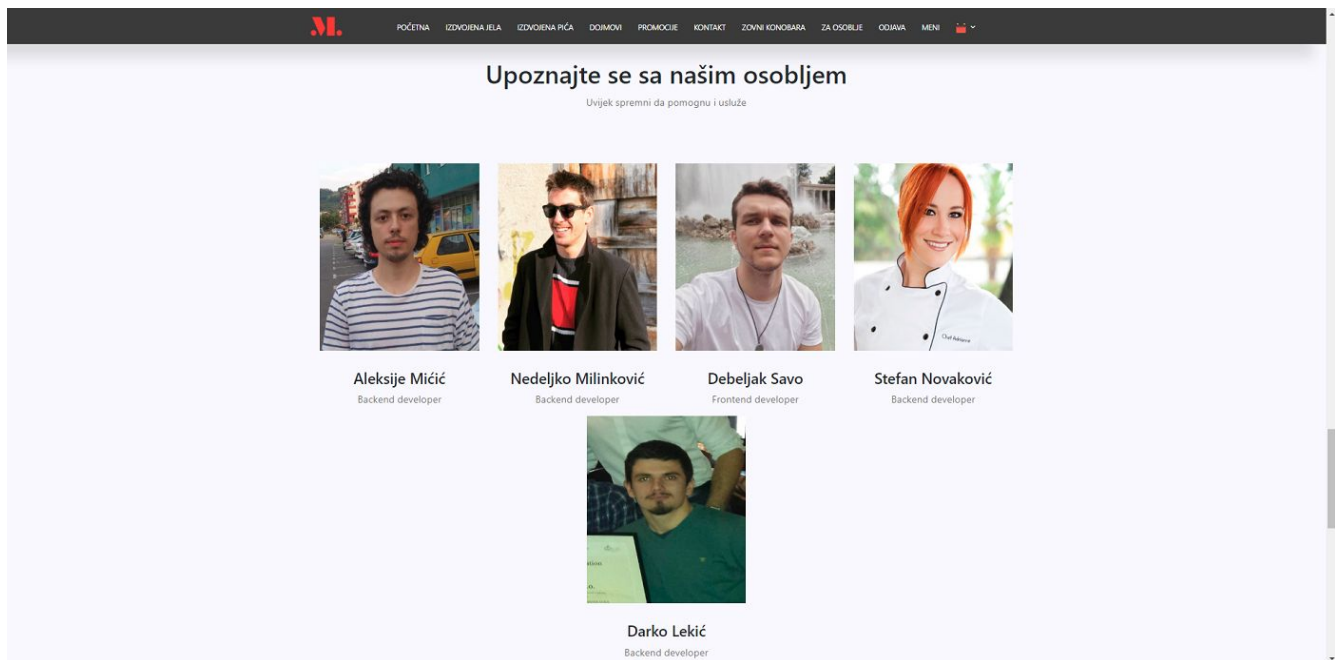 M.
POČETNA IZDVOJENA JELA IZDVOJENA PIĆA DOJMOVI PROMOCIJE KONTAKT ZOVNI KONOBARA ZA OSOBLJE ODJAVA MENI
Upoznajte se sa našim osobljem
Uvijek spremni da pomognu i usluže
Chef Adriana
Aleksije Mićić Nedeljko Milinković Debeljak Savo Stefan Novaković
Backend developer Backend developer Frontend developer Backend developer
Darko Lekić
Backend developer